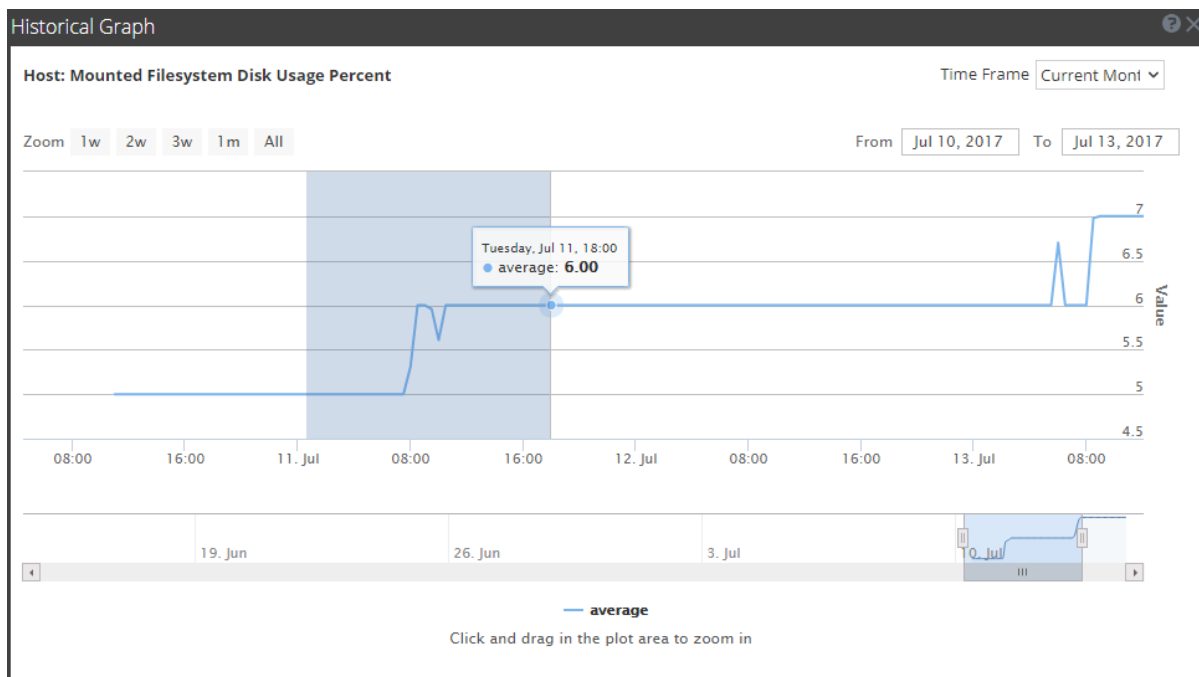 Historical Graph
Host: Mounted Filesystem Disk Usage Percent
Time Frame Current Mont
Zoom 1w 2w 3w 1m All
From Jul 10, 2017 To Jul 13, 2017
7
Tuesday, Jul 11, 18:00
average: 6.00
6.5
6
Value
5.5
5
4.5
08:00 16:00 11. Jul 08:00 16:00 12. Jul 08:00 16:00 13. Jul 08:00
19. Jun 26. Jun 3. Jul 10. Jul
average
Click and drag in the plot area to zoom in